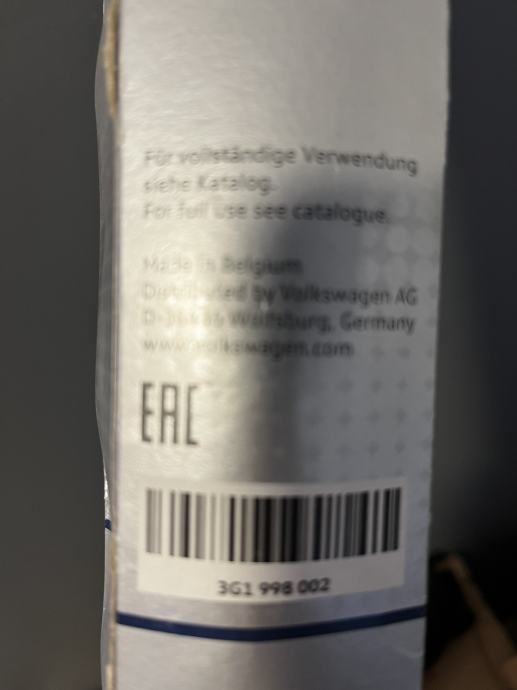 Für vollständige Verwendung
siehe Katalog.
For full use see catalogue.
Made in Belgium
Distributed by Volkswagen AG
Wolfsburg, Germany
www.volkswagen.com
EAC
3G1 998 002